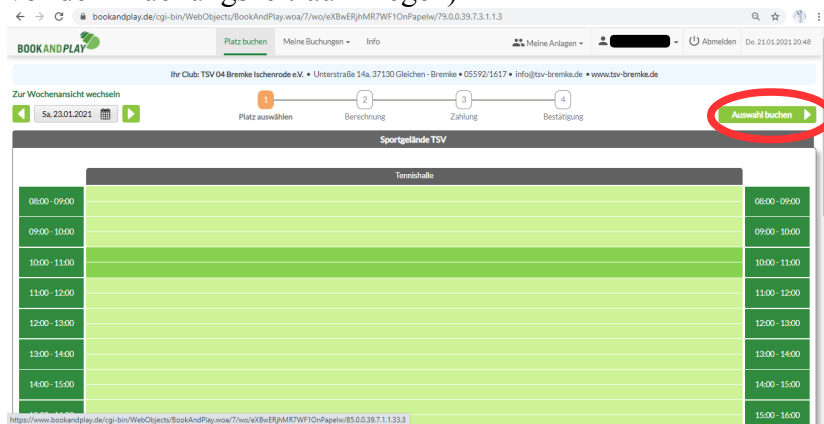 bookandplay.de/cgi-bin/WebObjects/BookAndPlay.woa/7/wo/eXBwERjhMR7WF1OnPapelw/79.0.0.39.7.3.1.1.3
BOOKANDPLAY Platz buchen Meine Buchungen Info Meine Anlagen Abmelden Do. 21.01.2021 20:48
Ihr Club: TSV 04 Bremke Ischenrode e.V. • Unterstraße 14a, 37130 Gleichen - Bremke • 05592/1617 • info@tsv-bremke.de • www.tsv-bremke.de
Zur Wochenansicht wechseln
Sa, 23.01.2021 1 2 3 4 Auswahl buchen
Platz auswählen Berechnung Zahlung Bestätigung
Sportgelände TSV
Tennishalle
08:00 - 09:00 08:00 - 09:00
09:00 - 10:00 09:00 - 10:00
10:00 - 11:00 10:00 - 11:00
11:00 - 12:00 11:00 - 12:00
12:00 - 13:00 12:00 - 13:00
13:00 - 14:00 13:00 - 14:00
14:00 - 15:00 14:00 - 15:00
15:00 - 16:00
https://www.bookandplay.de/cgi-bin/WebObjects/BookAndPlay.woa/7/wo/eXBwERjhMR7WF1OnPapelw/85.0.0.39.7.1.1.33.3